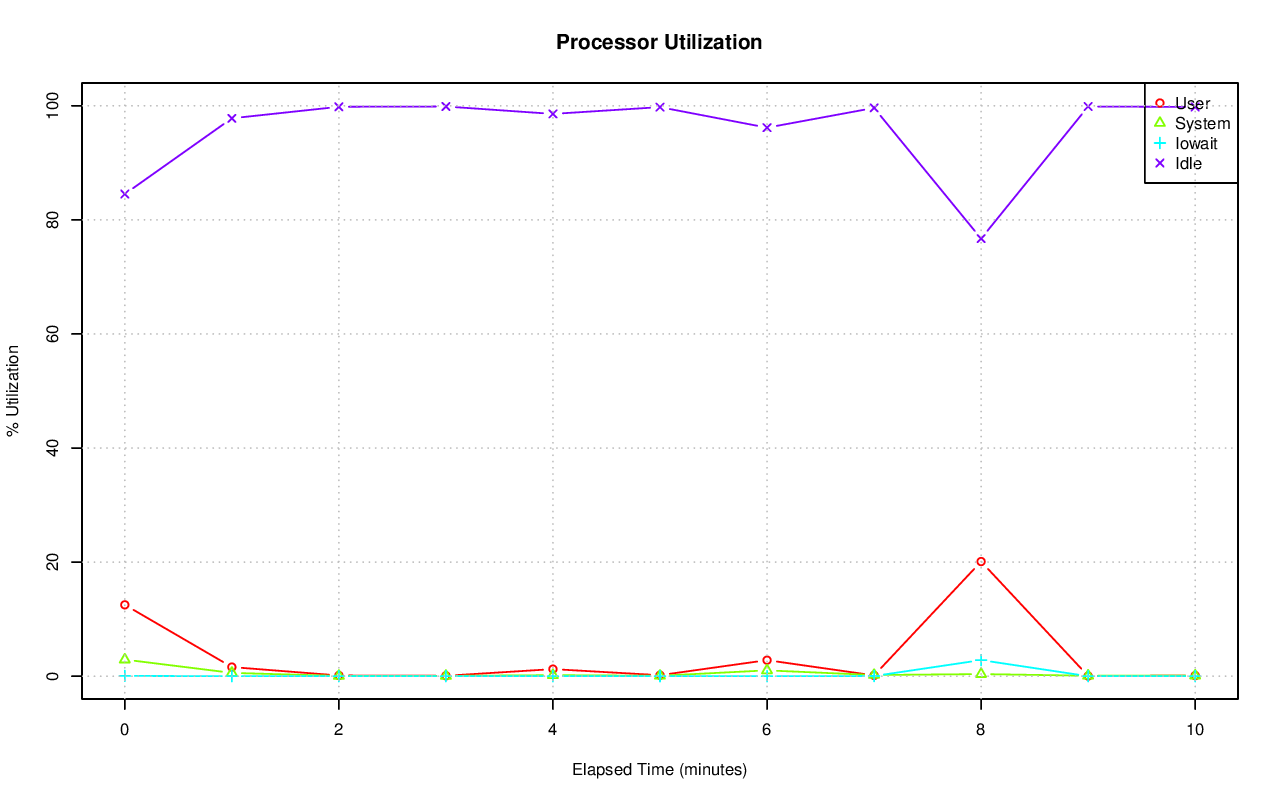 Processor Utilization
100
80
60
40
20
0
% Utilization
User
System
Iowait
Idle
0 2 4 6 8 10
Elapsed Time (minutes)